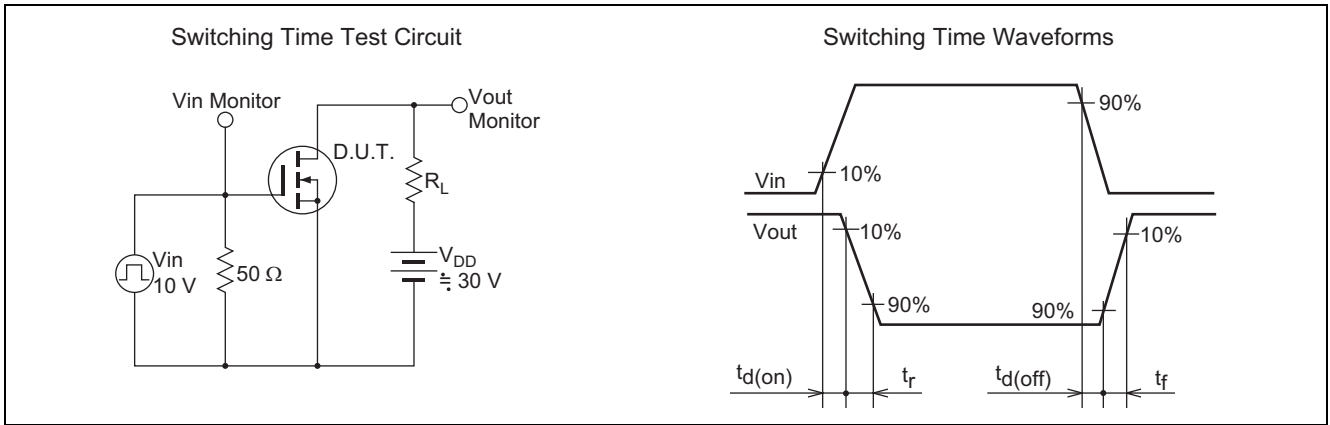 Switching Time Test Circuit
Vin Monitor
Vout
Monitor
D.U.T.
RL
Vin
10 V
50 Ω
VDD
≒ 30 V
Switching Time Waveforms
90%
Vin
10%
Vout
10%
10%
90%
90%
td(on)
tr
td(off)
tf